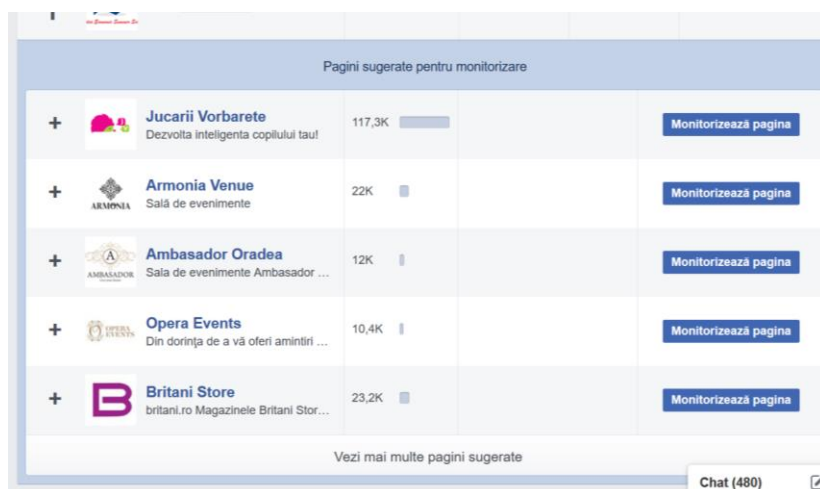 Pagini sugerate pentru monitorizare
Jucarii Vorbarete
Dezvolta inteligenta copilului tau!
117,3K
Monitorizează pagina
ARMONIA
Armonia Venue
Sală de evenimente
22K
Monitorizează pagina
A
AMBASADOR
Ambasador Oradea
Sala de evenimente Ambasador ...
12K
Monitorizează pagina
OPERA
EVENTS
Opera Events
Din dorința de a vă oferi amintiri ...
10,4K
Monitorizează pagina
B
Britani Store
britani.ro Magazinele Britani Stor...
23,2K
Monitorizează pagina
Vezi mai multe pagini sugerate
Chat (480)